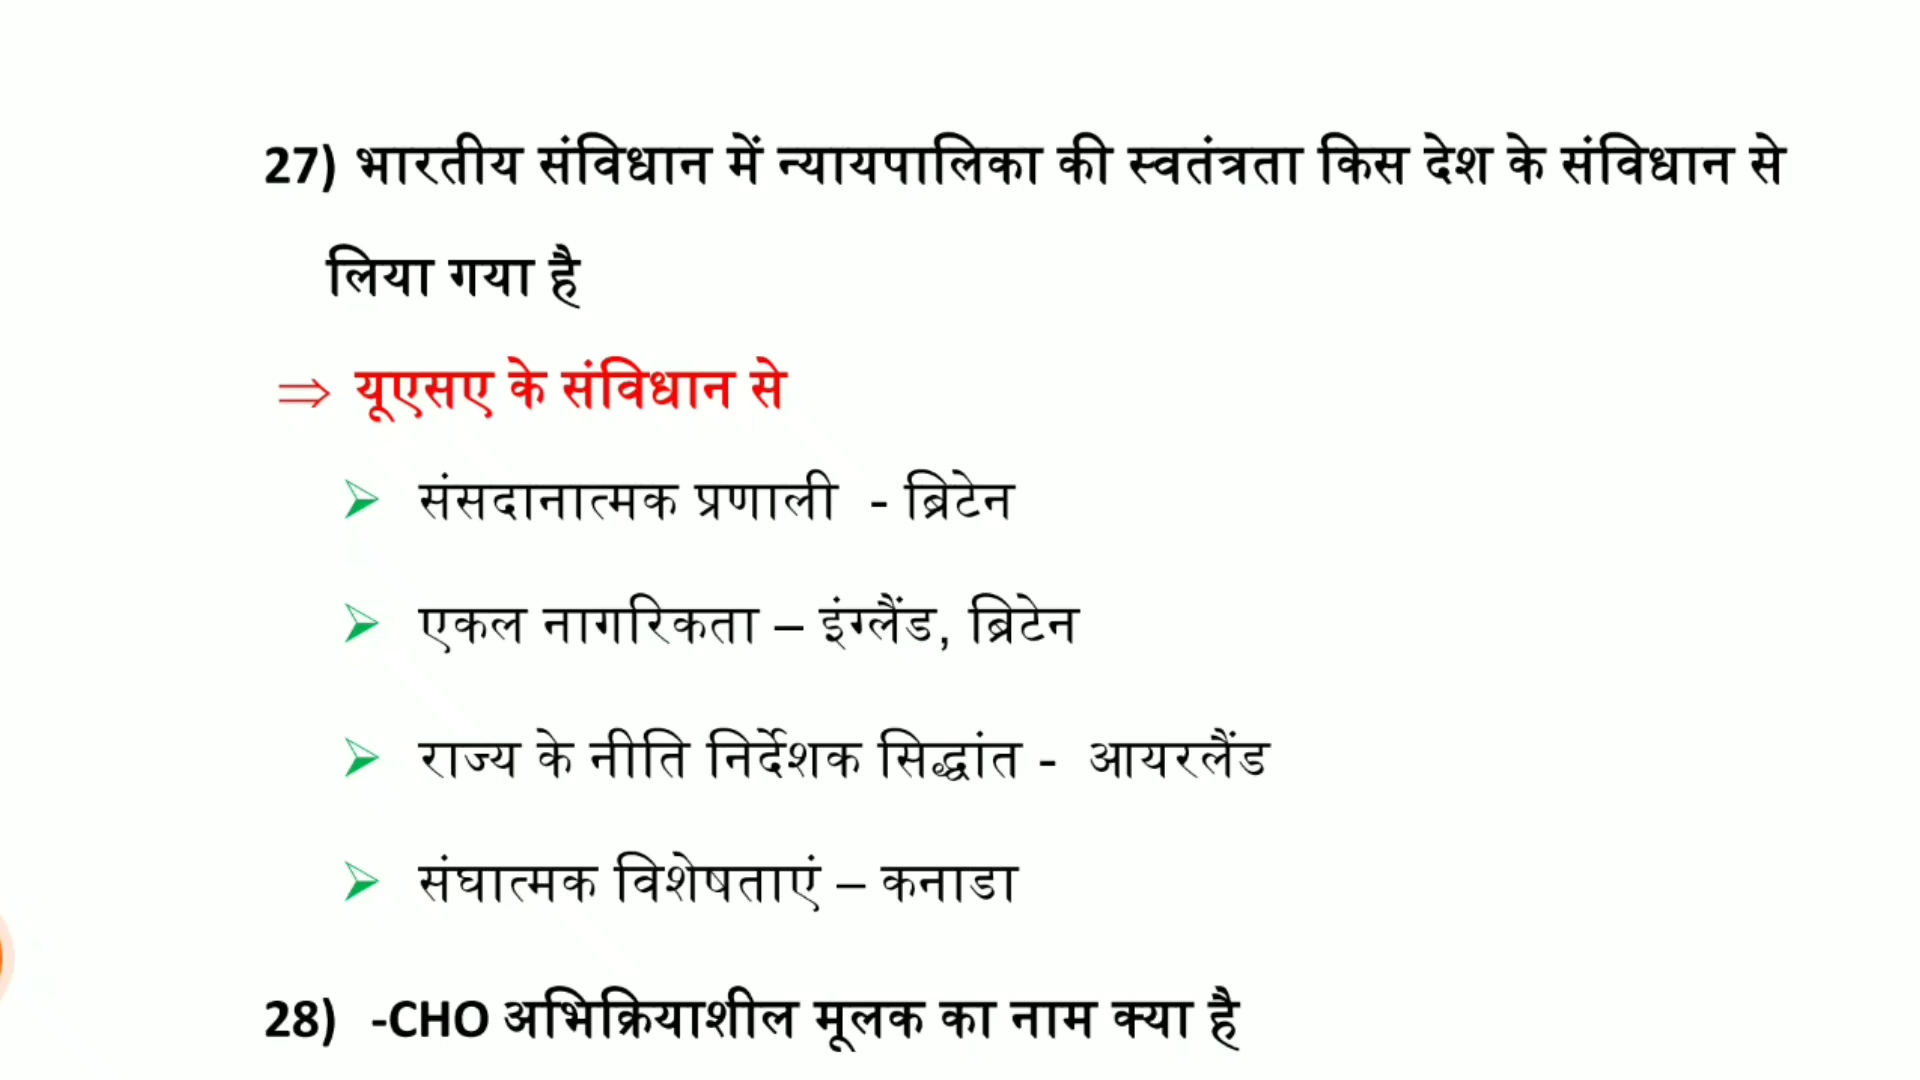 27) भारतीय संविधान में न्यायपालिका की स्वतंत्रता किस देश के संविधान से
लिया गया है
⇒ यूएसए के संविधान से
➢ संसदानात्मक प्रणाली - ब्रिटेन
➢ एकल नागरिकता – इंग्लैंड, ब्रिटेन
➢ राज्य के नीति निर्देशक सिद्धांत - आयरलैंड
➢ संघात्मक विशेषताएं – कनाडा
28) -CHO अभिक्रियाशील मूलक का नाम क्या है